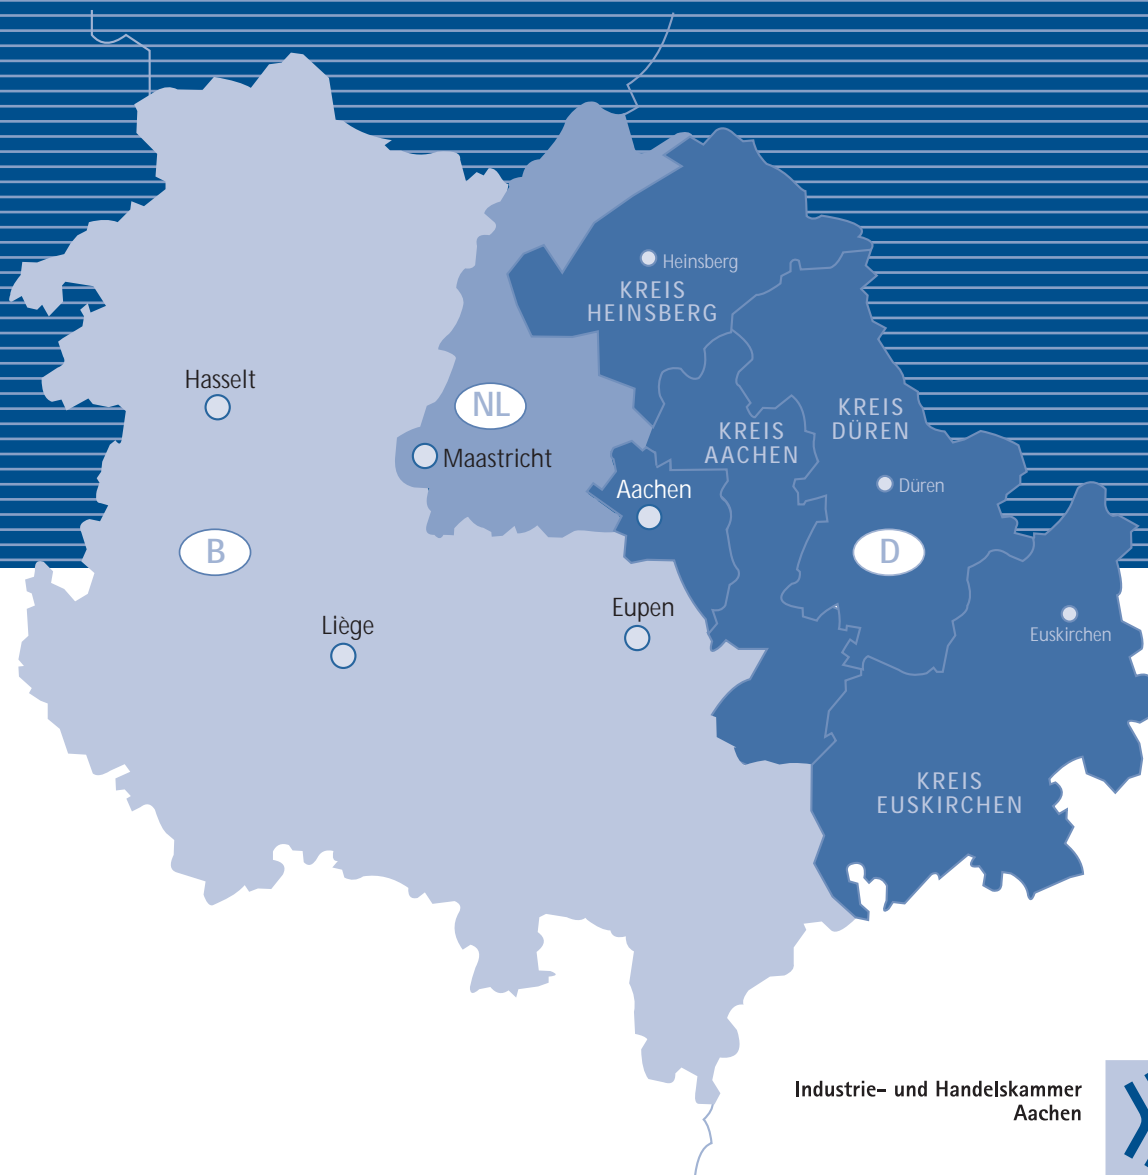 Heinsberg
KREIS
HEINSBERG
Hasselt
NL
KREIS
DÜREN
KREIS
AACHEN
Maastricht
Aachen
Düren
B
D
Eupen
Liège
Euskirchen
KREIS
EUSKIRCHEN
Industrie- und Handelskammer
Aachen